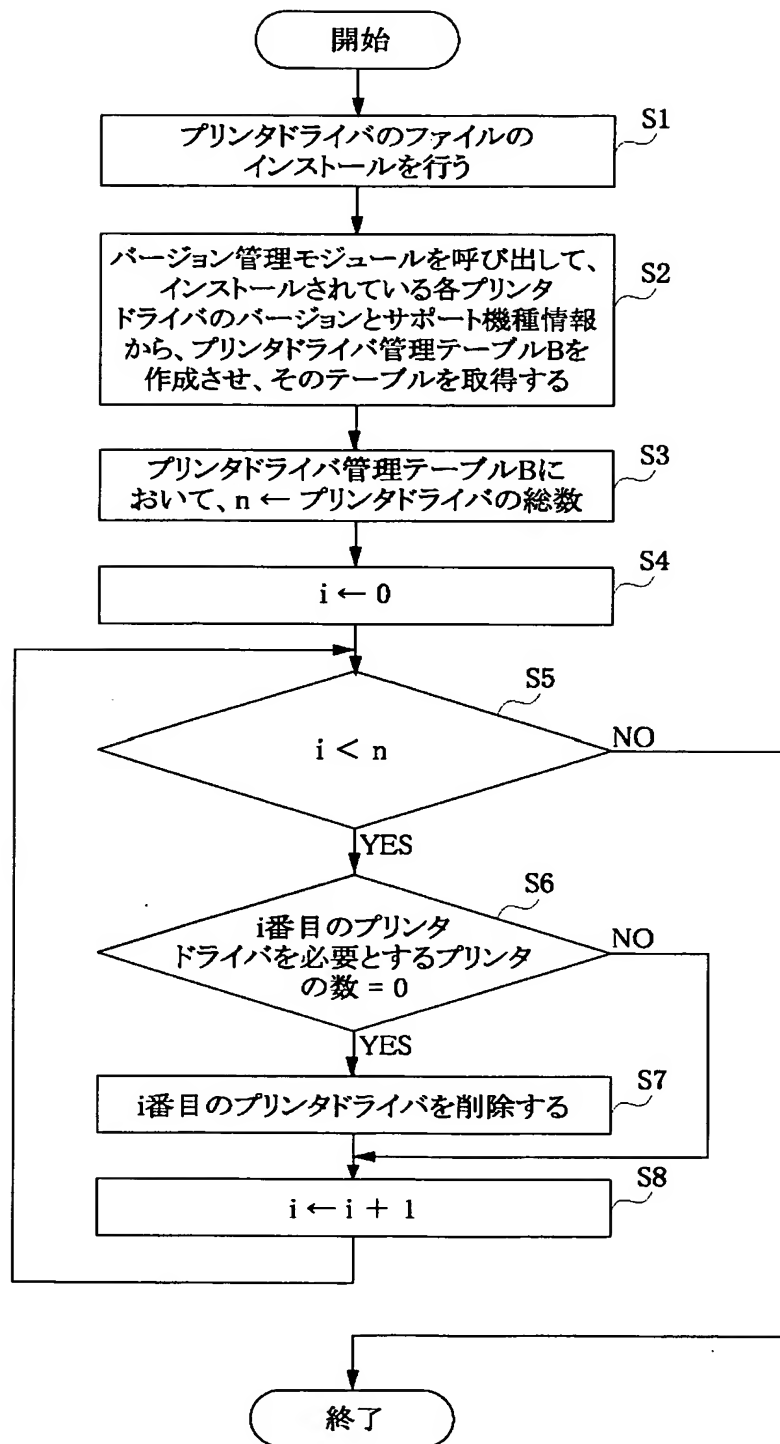 開始
プリンタドライバのファイルの
インストールを行う
S1
バージョン管理モジュールを呼び出して、
インストールされている各プリンタ
ドライバのバージョンとサポート機種情報
から、プリンタドライバ管理テーブルBを
作成させ、そのテーブルを取得する
S2
プリンタドライバ管理テーブルBに
おいて、n ← プリンタドライバの総数
S3
i ← 0
S4
i < n
S5
NO
YES
i番目のプリンタ
ドライバを必要とするプリンタ
の数 = 0
S6
NO
YES
i番目のプリンタドライバを削除する
S7
i ← i + 1
S8
終了